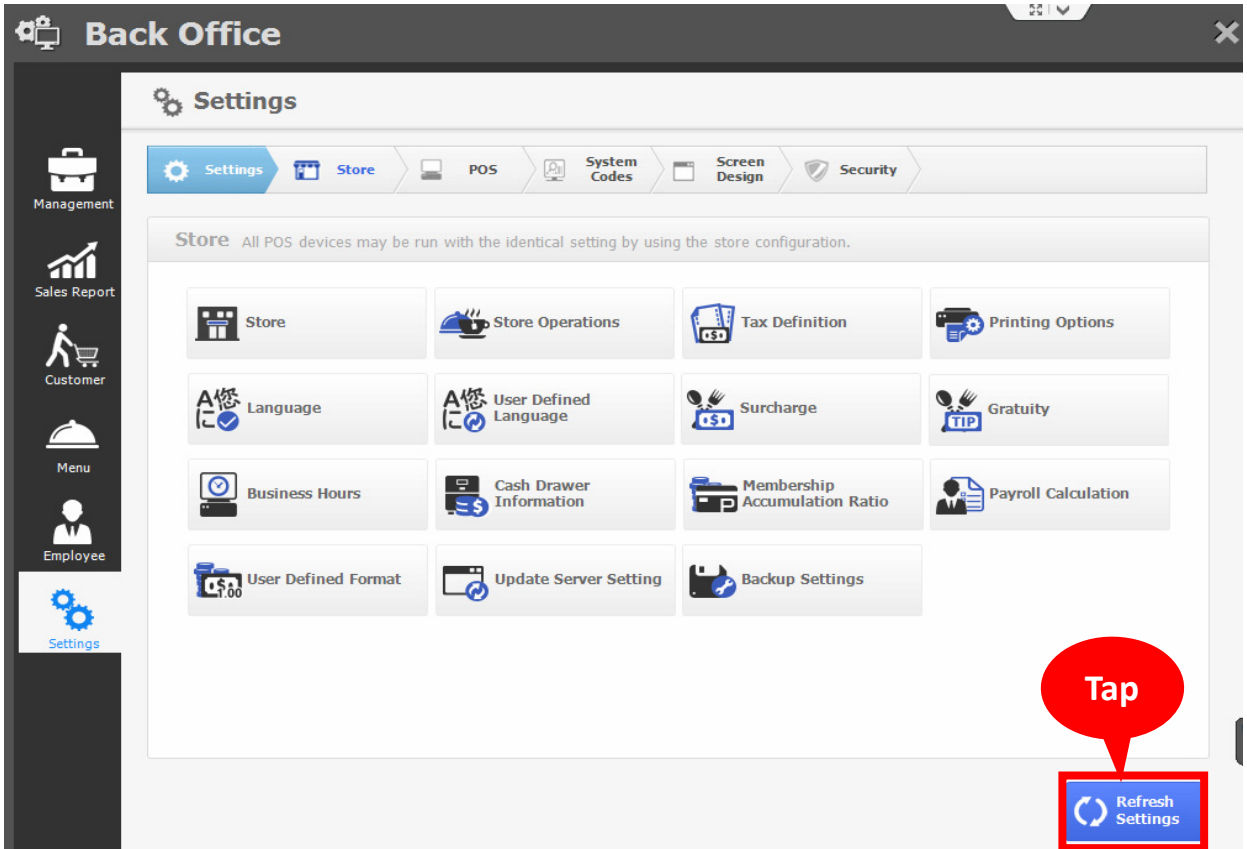 Back Office
Settings
Management
Sales Report
Customer
Menu
Employee
Settings
Settings
Store
POS
System
Codes
Screen
Design
Security
Store All POS devices may be run with the identical setting by using the store configuration.
Store
Store Operations
Tax Definition
Printing Options
Language
User Defined
Language
Surcharge
Gratuity
TIP
Business Hours
Cash Drawer
Information
Membership
Accumulation Ratio
Payroll Calculation
User Defined Format
Update Server Setting
Backup Settings
Tap
Refresh
Settings